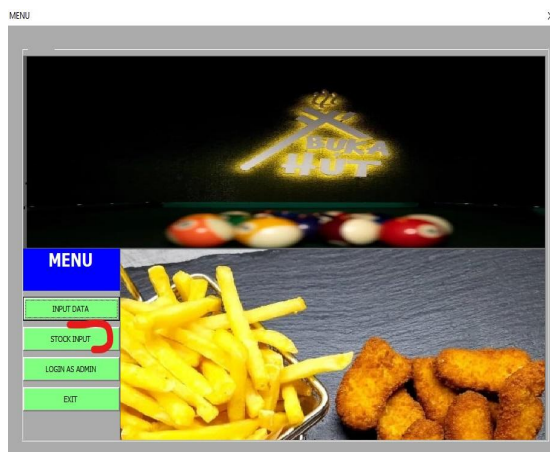 MENU
BUKA
HUT
MENU
INPUT DATA
STOCK INPUT
LOGIN AS ADMIN
EXIT